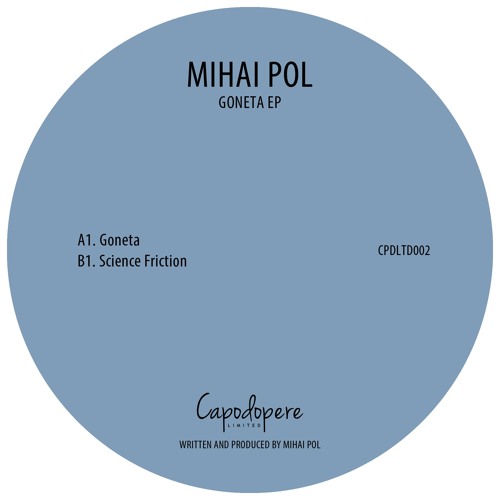 MIHAI POL
GONETA EP
A1. Goneta
B1. Science Friction
CPDLTD002
Capodopere
LIMITED
WRITTEN AND PRODUCED BY MIHAI POL